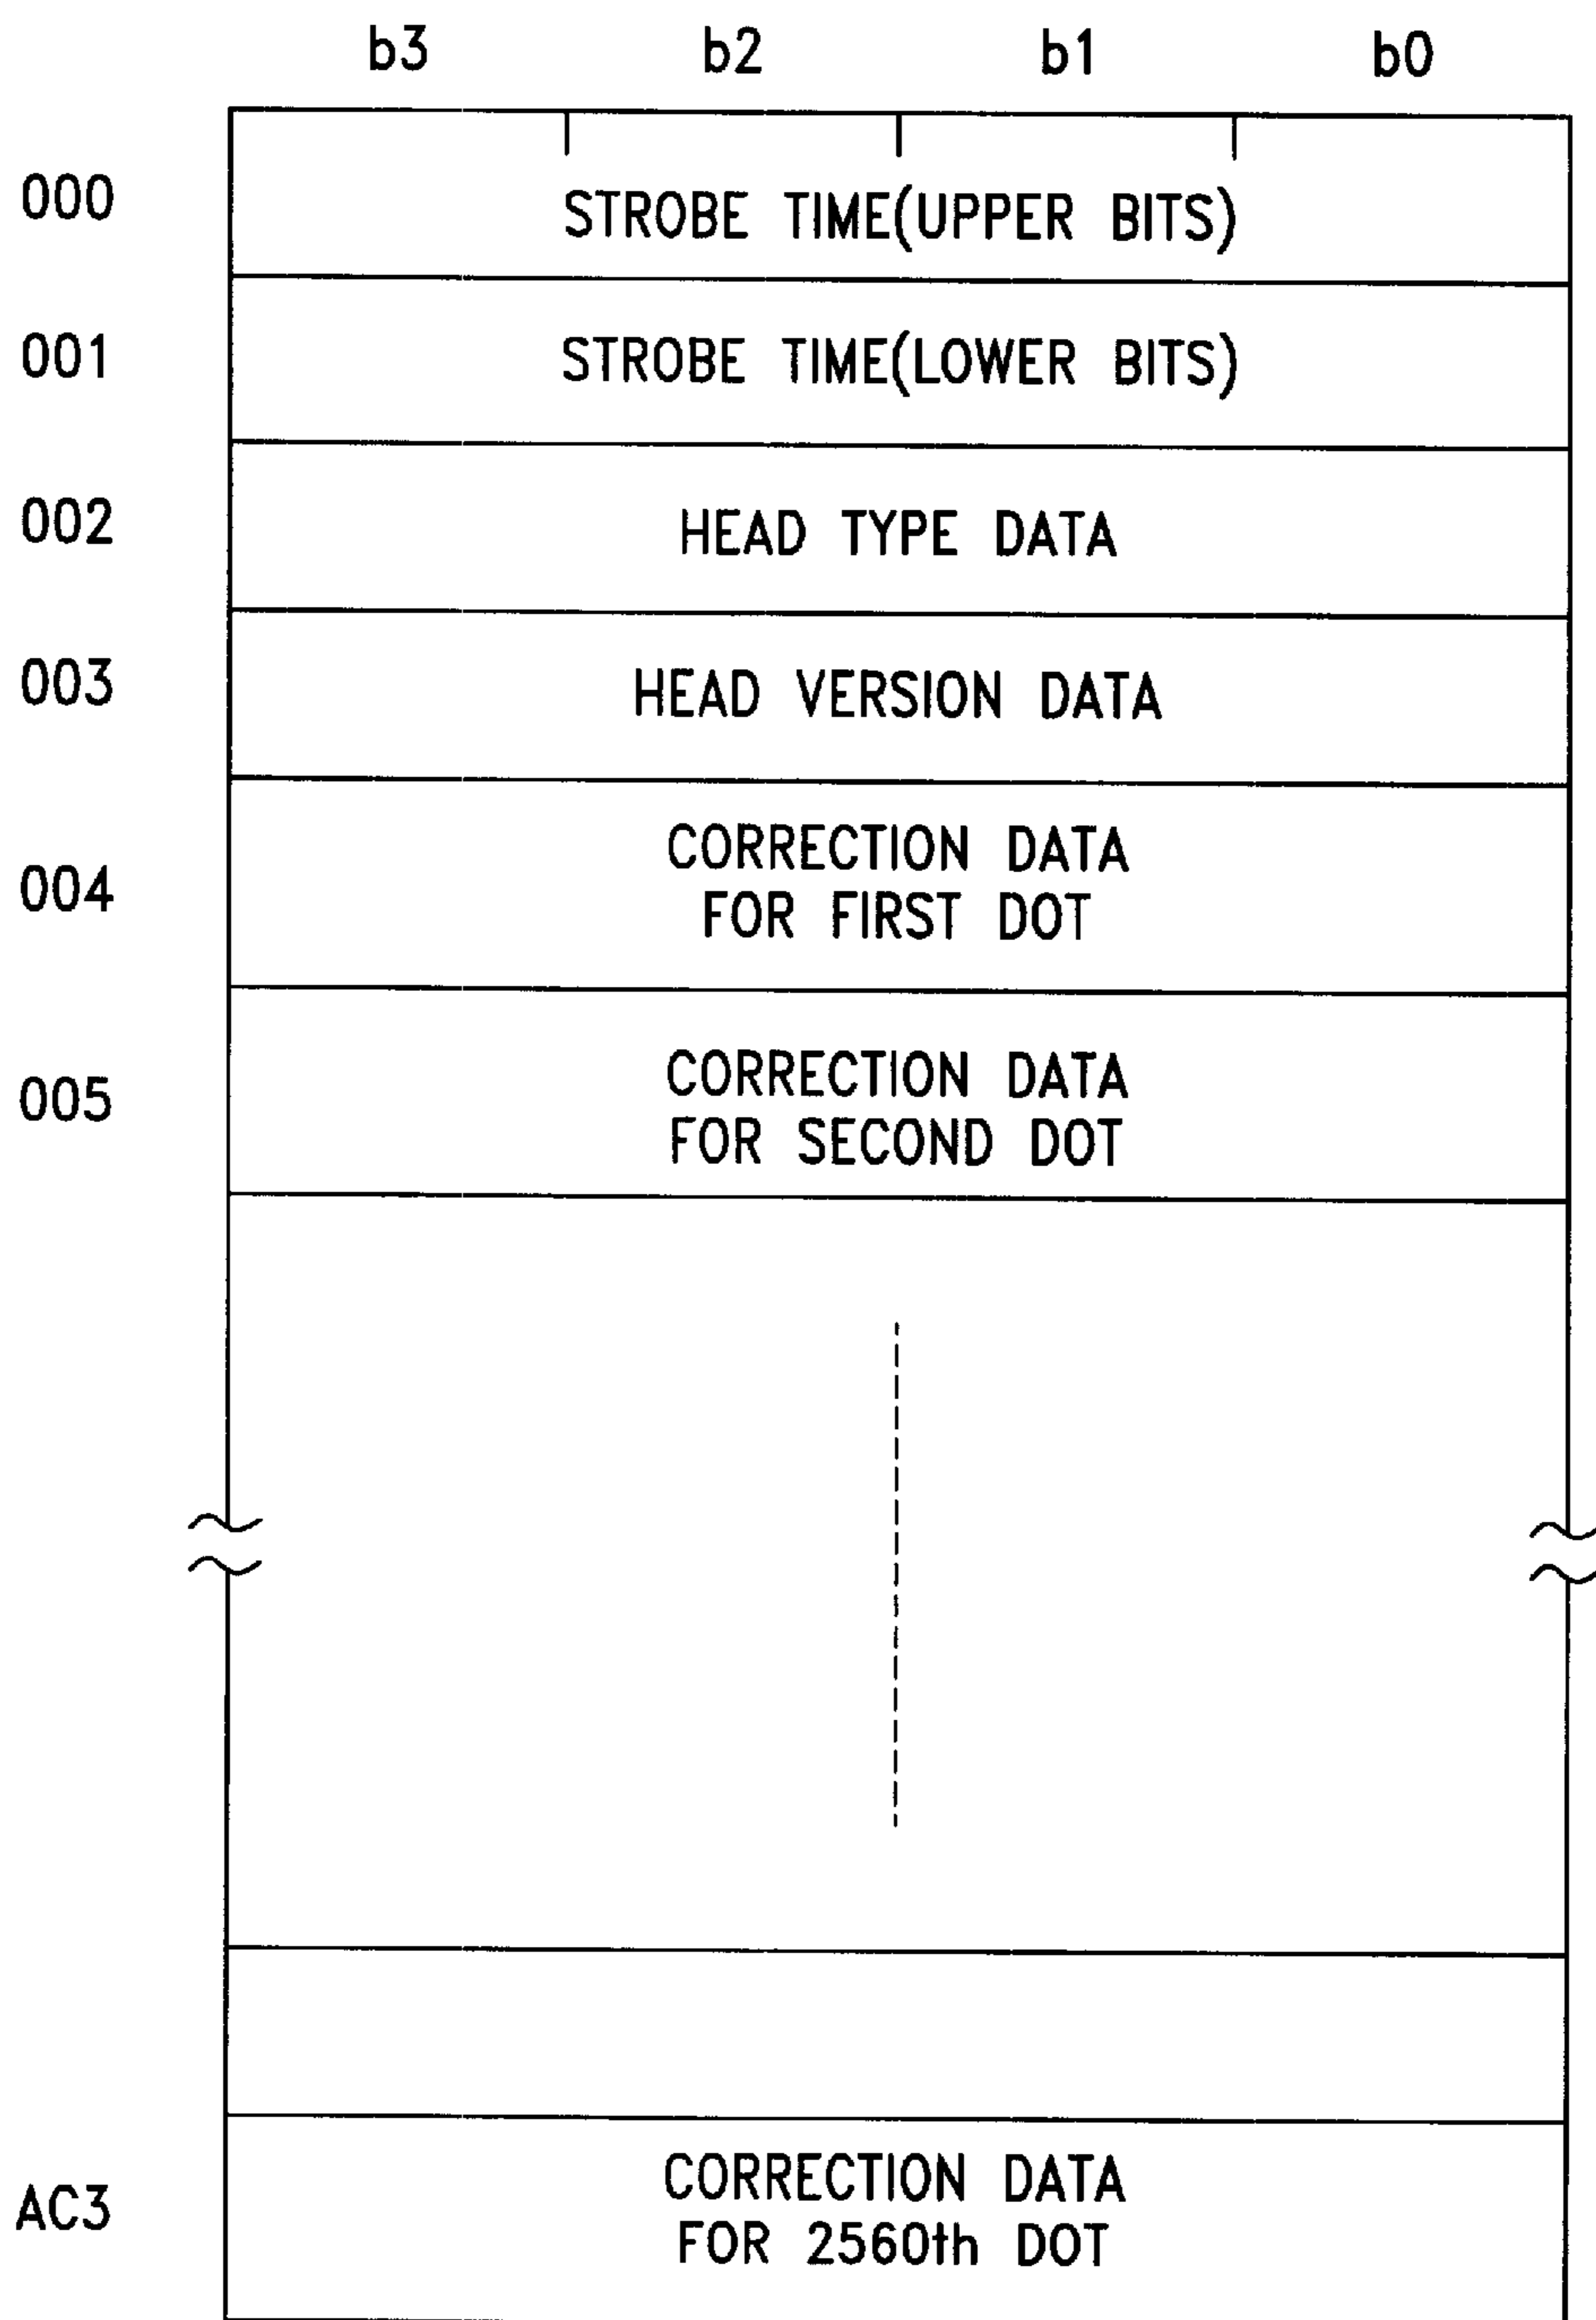 b3 b2 b1 b0
000 STROBE TIME(UPPER BITS)
001 STROBE TIME(LOWER BITS)
002 HEAD TYPE DATA
003 HEAD VERSION DATA
004 CORRECTION DATA
FOR FIRST DOT
005 CORRECTION DATA
FOR SECOND DOT
AC3 CORRECTION DATA
FOR 2560th DOT